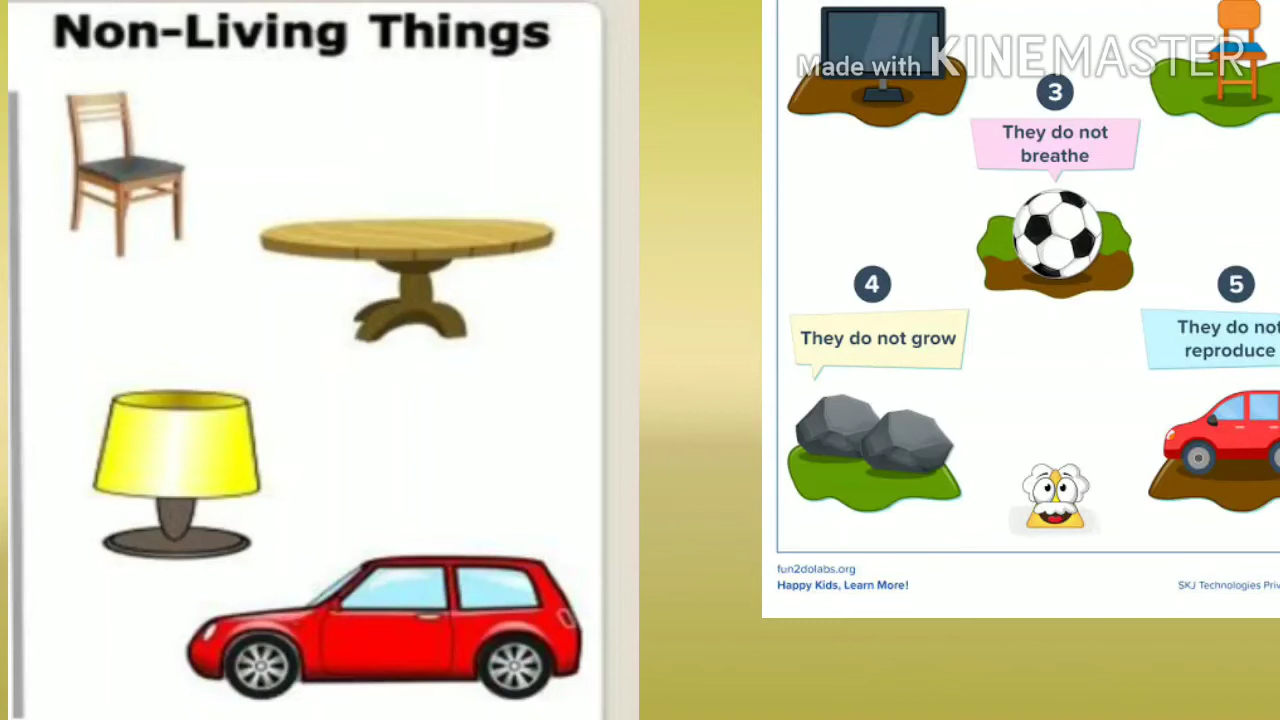 Non-Living Things
Made with KINEMASTER
3
They do not
breathe
4
They do not grow
5
They do not
reproduce
fun2dolabs.org
Happy Kids, Learn More!
SKJ Technologies